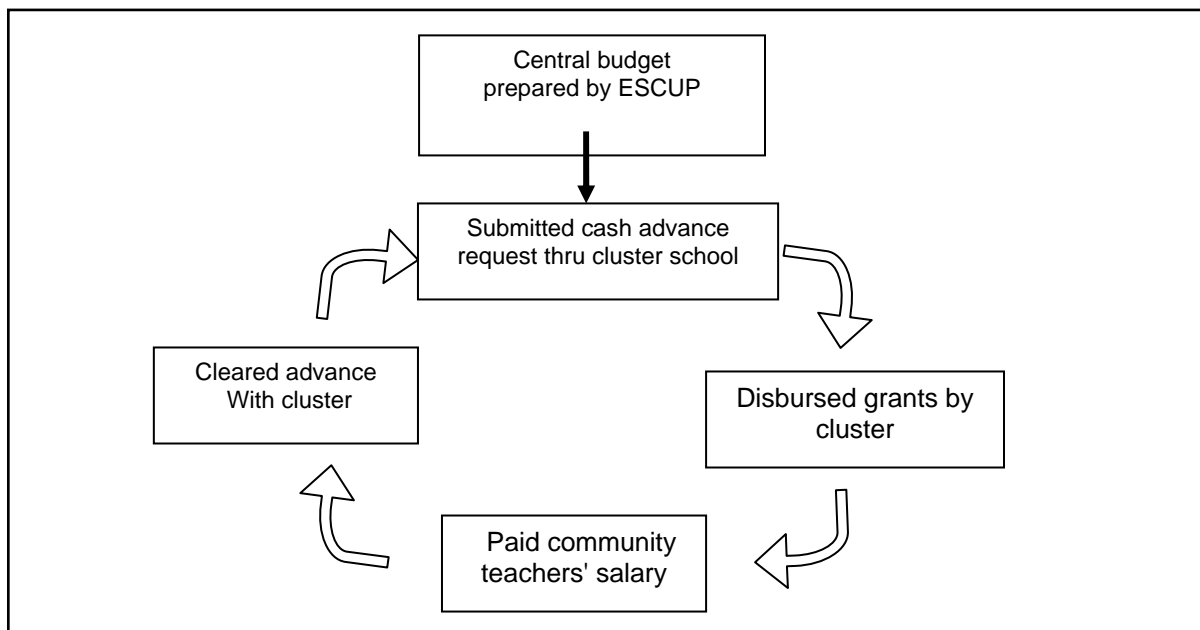 Central budget
prepared by ESCUP
Submitted cash advance
request thru cluster school
Cleared advance
With cluster
Disbursed grants by
cluster
Paid community
teachers' salary